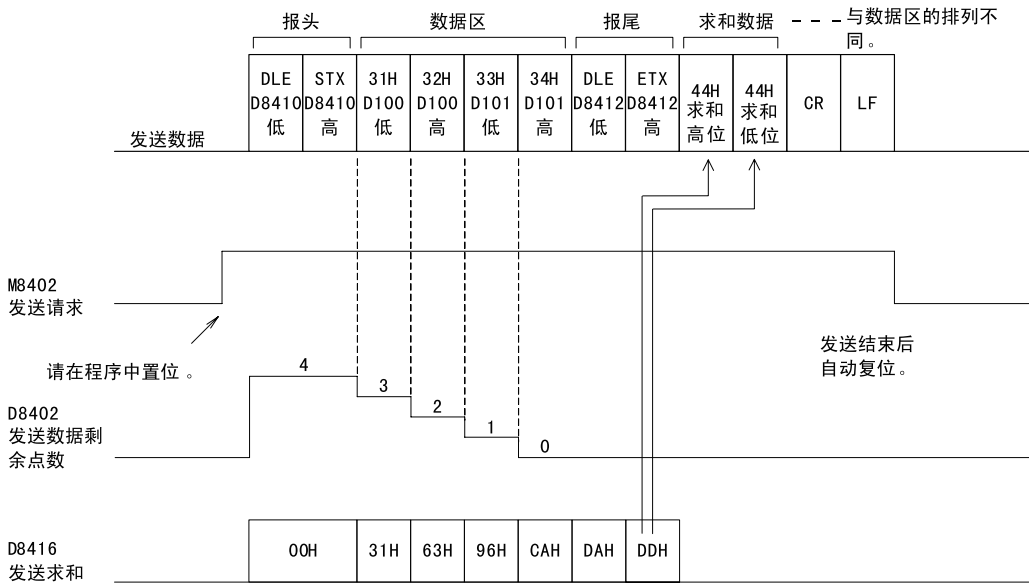 报头 数据区 报尾 求和数据 与数据区的排列不
同。
DLE STX 31H 32H 33H 34H DLE ETX 44H 44H CR LF
D8410 D8410 D100 D100 D101 D101 D8412 D8412 求和 求和
低 高 低 高 低 高 低 高 高位 低位
发送数据
M8402
发送请求
请在程序中置位 。
发送结束后
自动复位。
4
3
2
1
0
D8402
发送数据剩
余点数
D8416
发送求和
00H 31H 63H 96H CAH DAH DDH